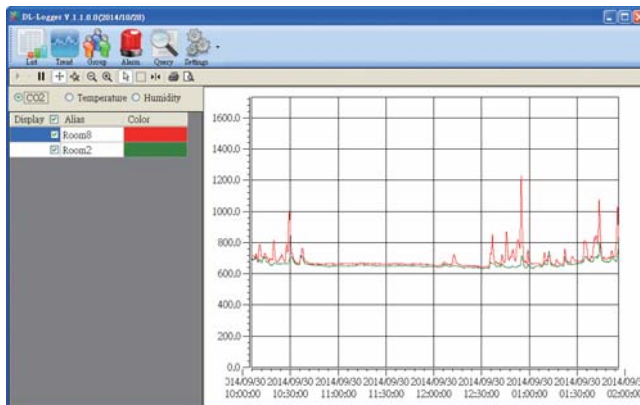 DL-Logger V 1.1.0.0(2014/10/28)
List Trend Group Alarm Query Settings
CO2 Temperature Humidity
Display Alias Color
Room8
Room2
1600.0
1400.0
1200.0
1000.0
800.0
600.0
400.0
200.0
0.0
014/09/30 2014/09/30 2014/09/30 2014/09/30 2014/09/30 2014/09/30 2014/09/30 2014/09/30 2014/09/3
10:00:00 10:30:00 11:00:00 11:30:00 12:00:00 12:30:00 01:00:00 01:30:00 02:00:00